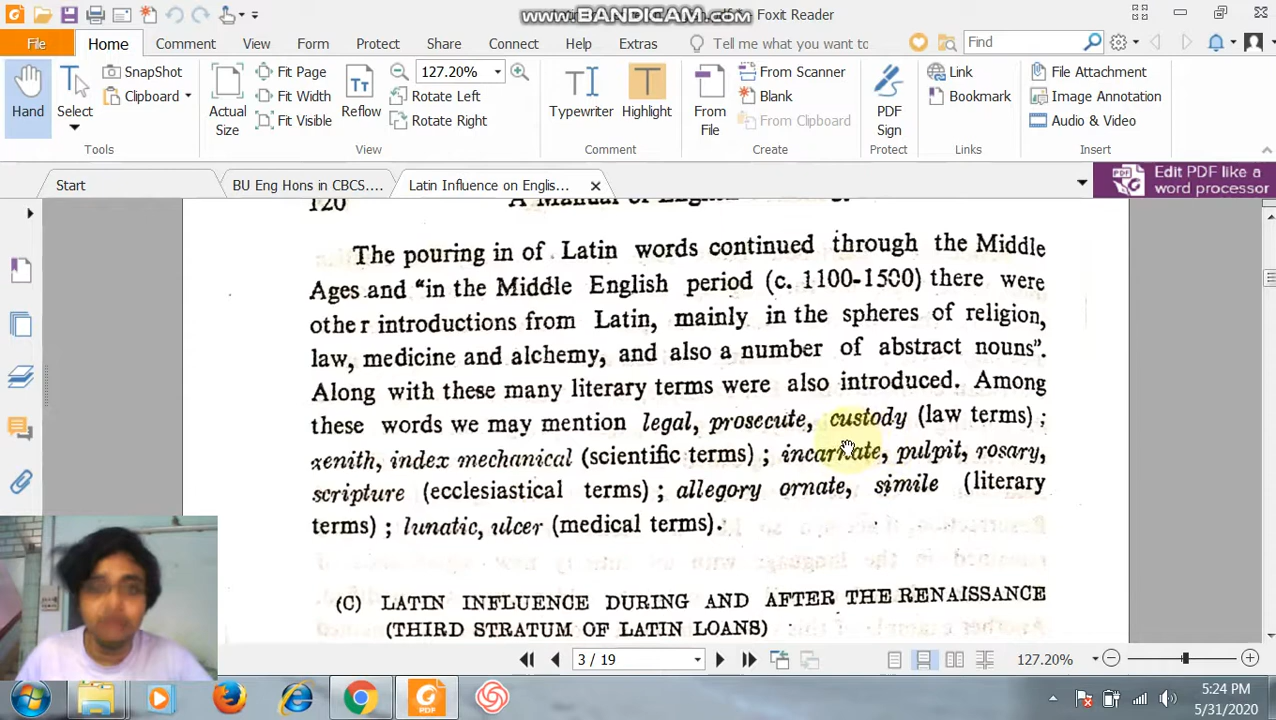 www.BANDICAM.com
Foxit Reader
File Home Comment View Form Protect Share Connect Help Extras Tell me what you want to Find
Hand
Select
SnapShot
Clipboard
Tools
Actual Size
Fit Page
Fit Width
Fit Visible
Reflow
127.20%
Rotate Left
Rotate Right
View
Typewriter
Highlight
Comment
From File
From Scanner
Blank
From Clipboard
Create
PDF Sign
Protect
Link
Bookmark
Links
File Attachment
Image Annotation
Audio & Video
Insert
Start
BU Eng Hons in CBCS....
Latin Influence on Englis...
Edit PDF like a
word processor
120 A Manual of
The pouring in of Latin words continued through the Middle
Ages and "in the Middle English period (c. 1100-1500) there were
other introductions from Latin, mainly in the spheres of religion,
law, medicine and alchemy, and also a number of abstract nouns".
Along with these many literary terms were also introduced. Among
these words we may mention legal, prosecute, custody (law terms) ;
xenith, index mechanical (scientific terms) ; incarnate, pulpit, rosary,
scripture (ecclesiastical terms) ; allegory ornate, simile (literary
terms) ; lunatic, ulcer (medical terms).
(C) LATIN INFLUENCE DURING AND AFTER THE RENAISSANCE
(THIRD STRATUM OF LATIN LOANS)
3 / 19
127.20%
PDF
5:24 PM
5/31/2020